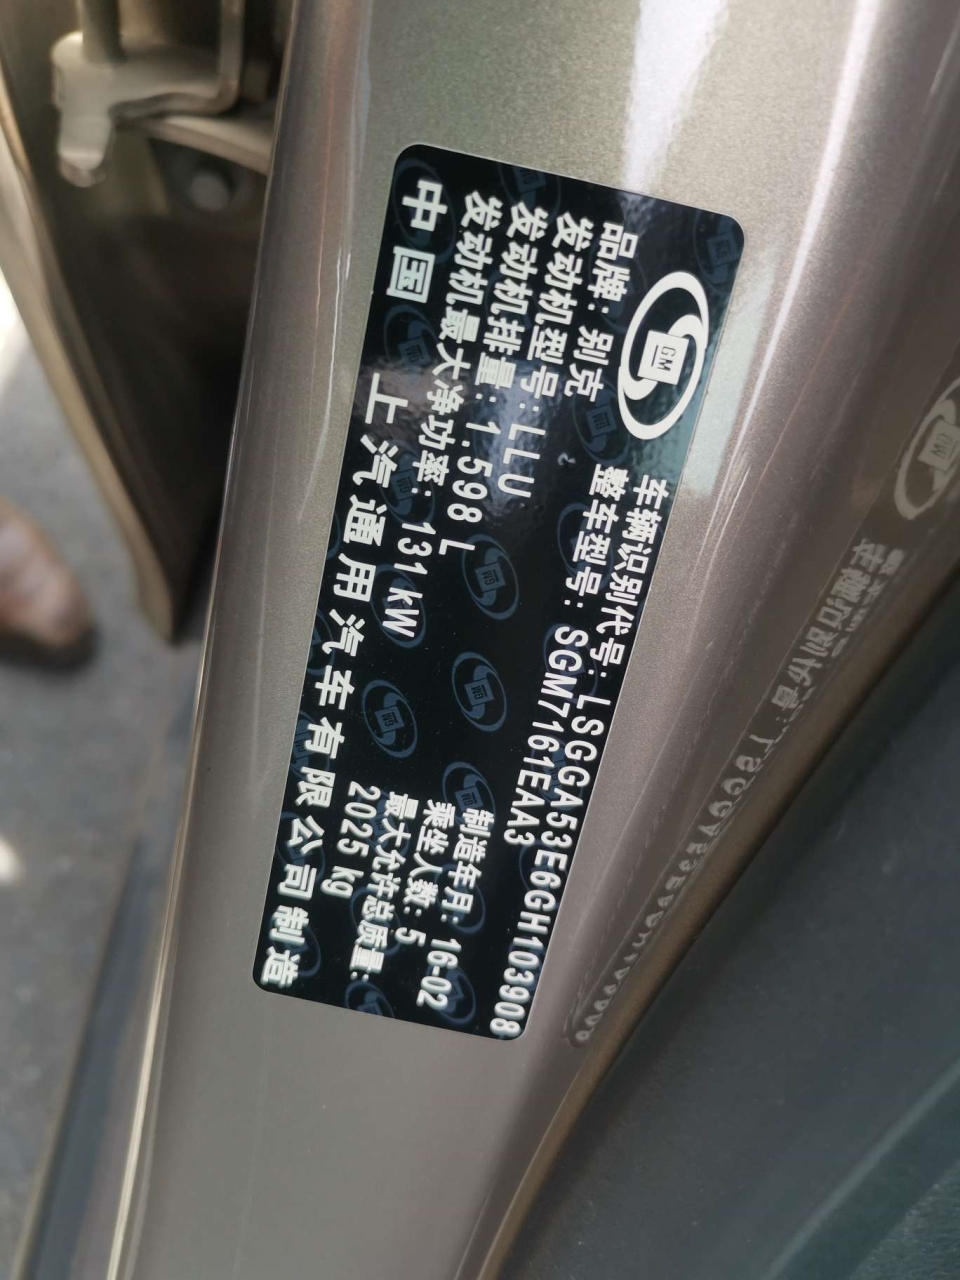 GM
车辆识别代号: LSGGA53E6GH103908
品牌: 别克
整车型号: SGM7161EAA3
发动机型号: LLU
制造年月: 16-02
发动机排量: 1.598 L
乘坐人数: 5
发动机最大净功率: 131 kW
最大允许总质量:
2025 kg
中国 上汽通用汽车有限公司制造